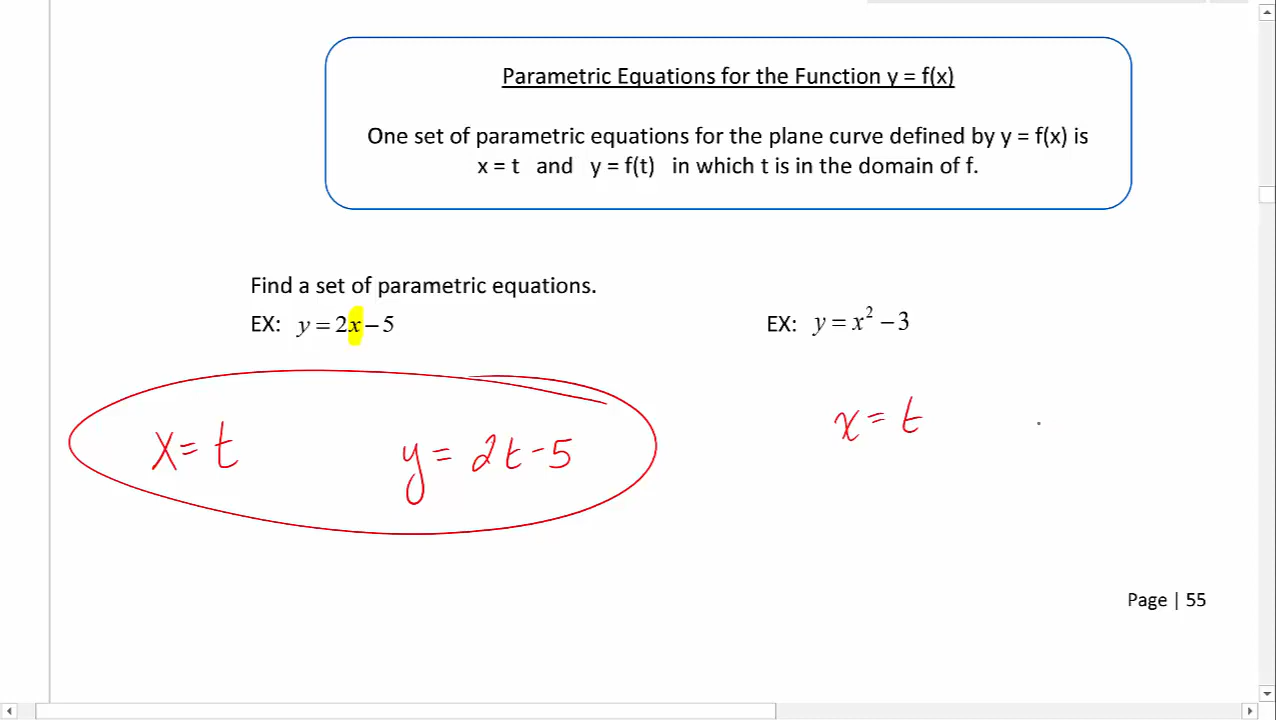 Parametric Equations for the Function y = f(x)
One set of parametric equations for the plane curve defined by y = f(x) is
x = t and y = f(t) in which t is in the domain of f.
Find a set of parametric equations.
EX: y = 2x − 5
EX: y = x² − 3
x = t
y = 2t - 5
x = t
Page | 55